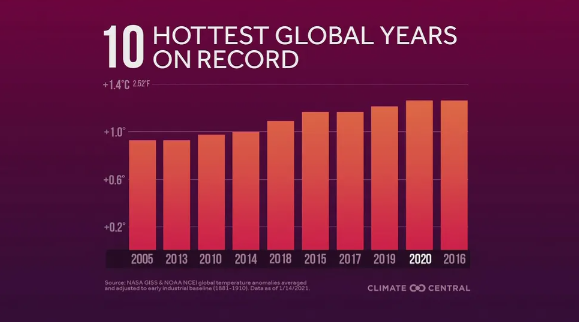 10 HOTTEST GLOBAL YEARS
ON RECORD
+1.4°C 2.52°F
+1.0°
+0.6°
+0.2°
2005 2013 2010 2014 2018 2015 2017 2019 2020 2016
Source: NASA GISS & NOAA NCEI global temperature anomalies averaged
and adjusted to early industrial baseline (1881-1910). Data as of 1/14/2021.
CLIMATE CENTRAL